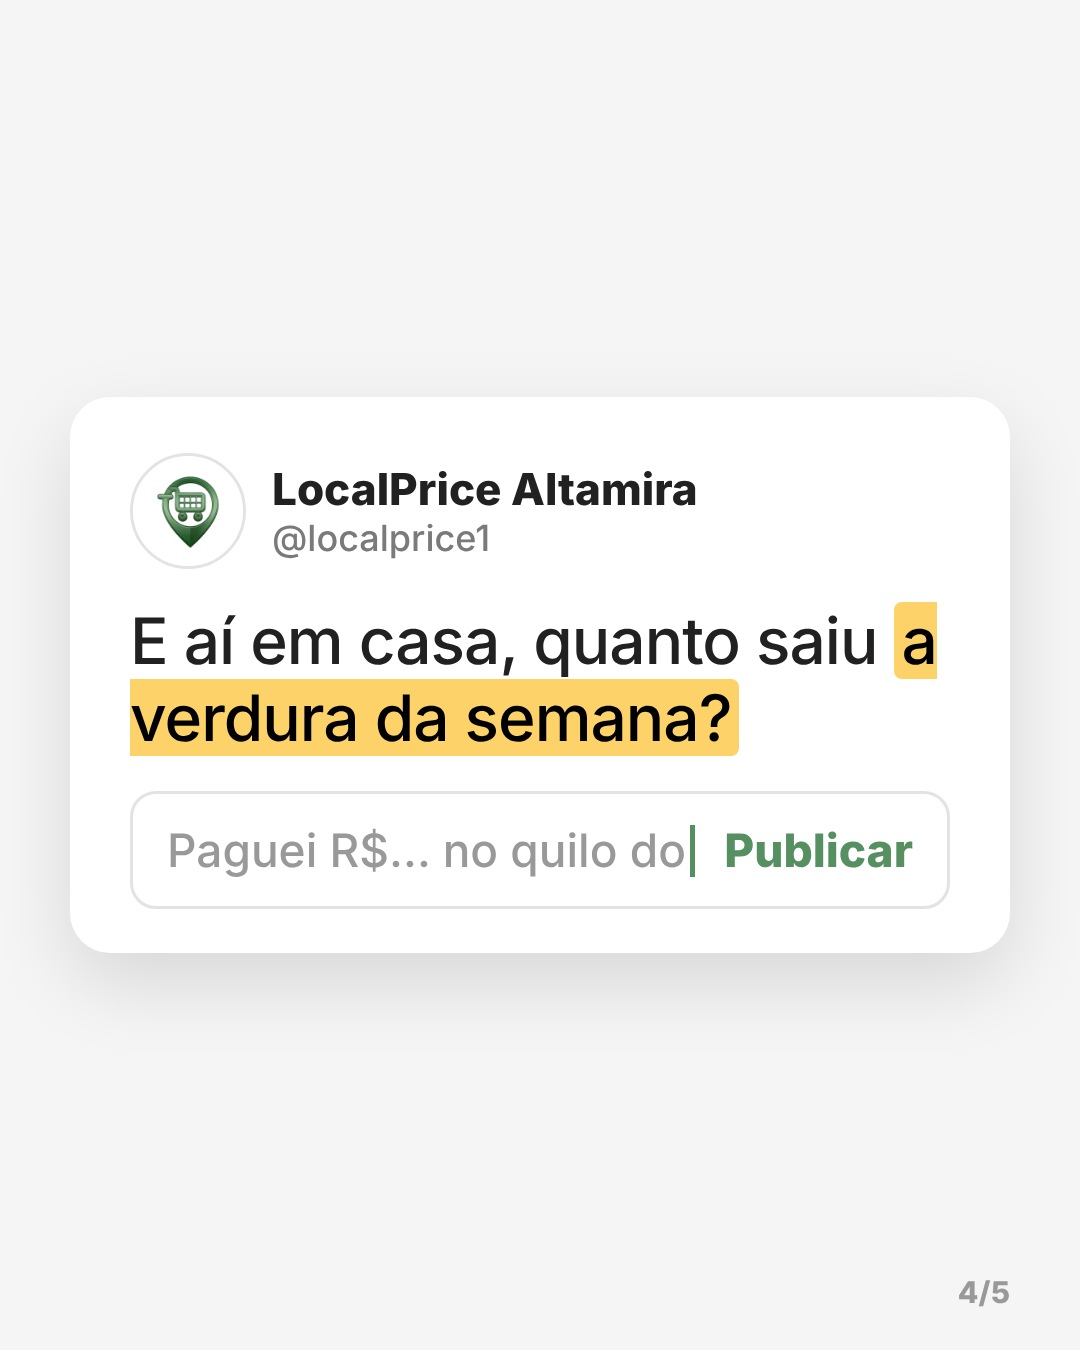 LocalPrice Altamira
@localprice1
E aí em casa, quanto saiu a
verdura da semana?
Paguei R$... no quilo do
Publicar
4/5